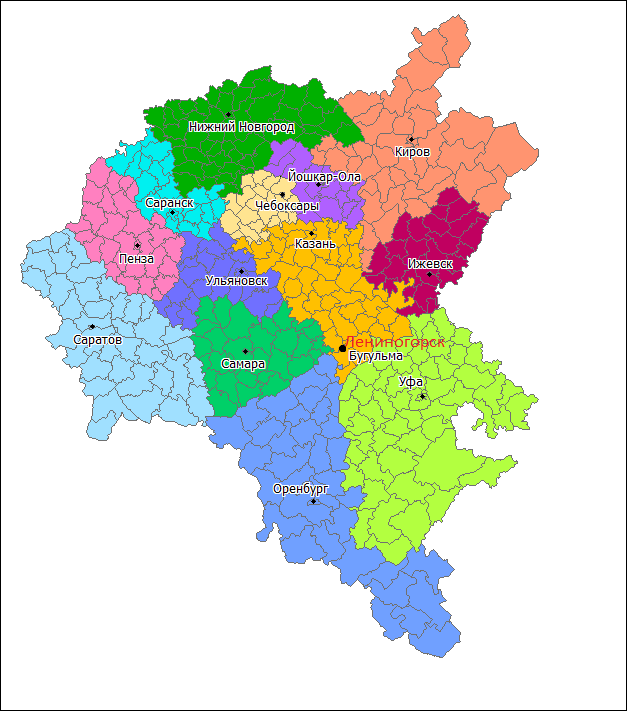 Нижний Новгород
Киров
Йошкар-Ола
Саранск
Чебоксары
Казань
Пенза
Ижевск
Ульяновск
Саратов
Лениногорск
Бугульма
Самара
Уфа
Оренбург